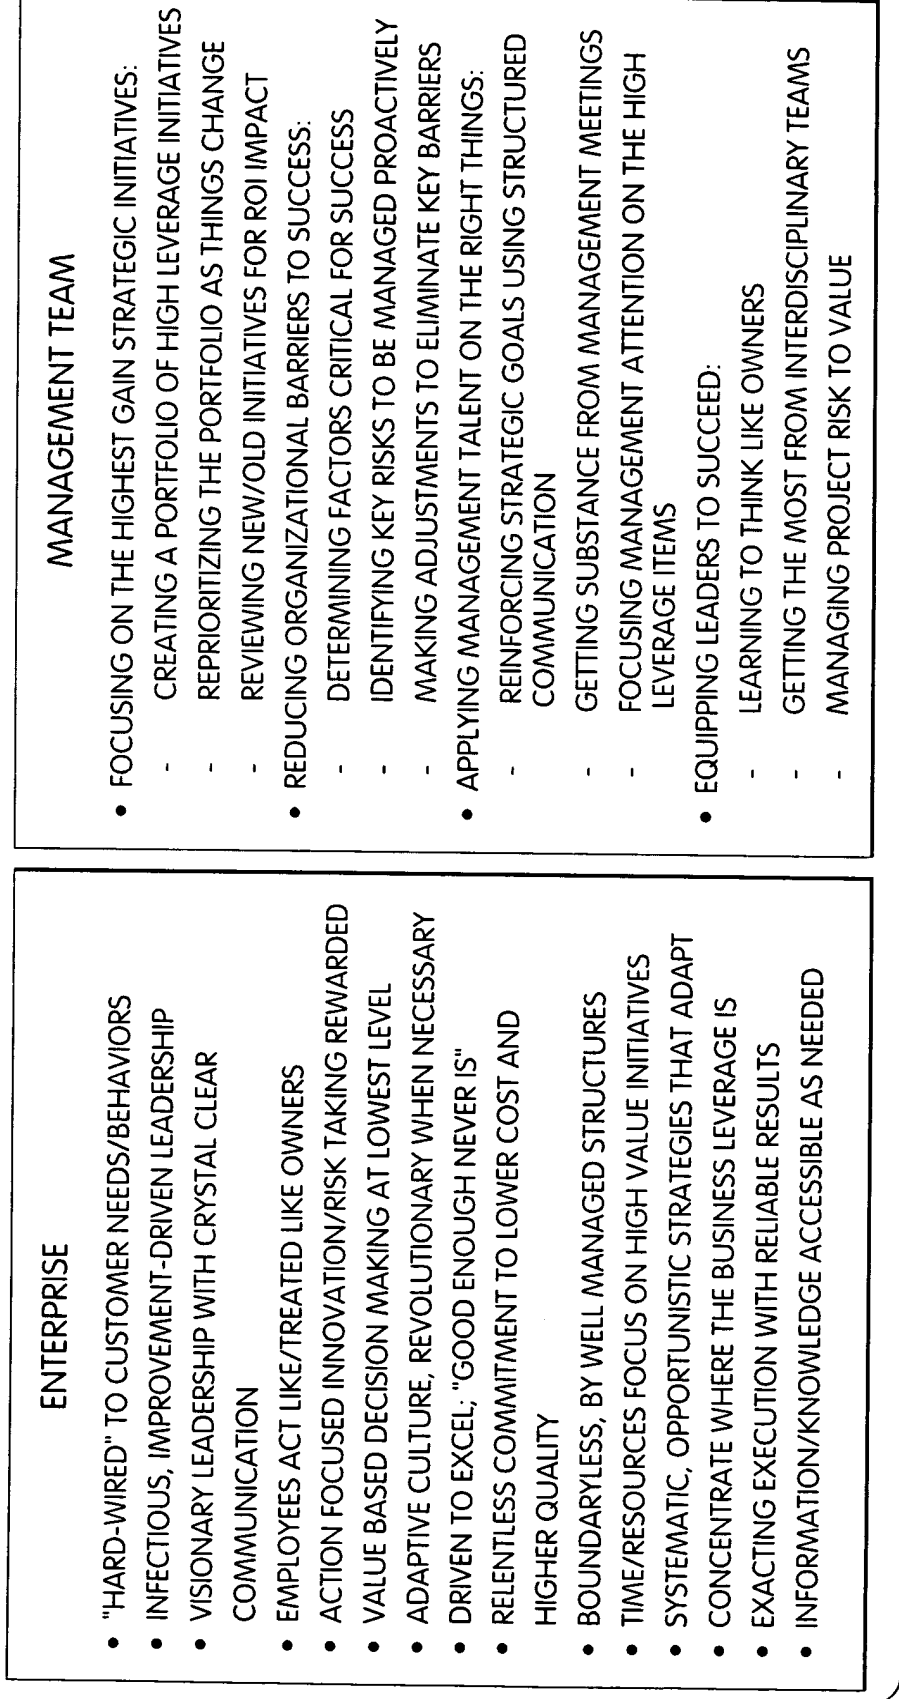 ENTERPRISE
• "HARD-WIRED" TO CUSTOMER NEEDS/BEHAVIORS
• INFECTIOUS, IMPROVEMENT-DRIVEN LEADERSHIP
• VISIONARY LEADERSHIP WITH CRYSTAL CLEAR
COMMUNICATION
• EMPLOYEES ACT LIKE/TREATED LIKE OWNERS
• ACTION FOCUSED INNOVATION/RISK TAKING REWARDED
• VALUE BASED DECISION MAKING AT LOWEST LEVEL
• ADAPTIVE CULTURE, REVOLUTIONARY WHEN NECESSARY
• DRIVEN TO EXCEL; "GOOD ENOUGH NEVER IS"
• RELENTLESS COMMITMENT TO LOWER COST AND
HIGHER QUALITY
• BOUNDARYLESS, BY WELL MANAGED STRUCTURES
• TIME/RESOURCES FOCUS ON HIGH VALUE INITIATIVES
• SYSTEMATIC, OPPORTUNISTIC STRATEGIES THAT ADAPT
• CONCENTRATE WHERE THE BUSINESS LEVERAGE IS
• EXACTING EXECUTION WITH RELIABLE RESULTS
• INFORMATION/KNOWLEDGE ACCESSIBLE AS NEEDED
MANAGEMENT TEAM
• FOCUSING ON THE HIGHEST GAIN STRATEGIC INITIATIVES:
- CREATING A PORTFOLIO OF HIGH LEVERAGE INITIATIVES
- REPRIORITIZING THE PORTFOLIO AS THINGS CHANGE
- REVIEWING NEW/OLD INITIATIVES FOR ROI IMPACT
• REDUCING ORGANIZATIONAL BARRIERS TO SUCCESS:
- DETERMINING FACTORS CRITICAL FOR SUCCESS
- IDENTIFYING KEY RISKS TO BE MANAGED PROACTIVELY
- MAKING ADJUSTMENTS TO ELIMINATE KEY BARRIERS
• APPLYING MANAGEMENT TALENT ON THE RIGHT THINGS:
- REINFORCING STRATEGIC GOALS USING STRUCTURED
COMMUNICATION
- GETTING SUBSTANCE FROM MANAGEMENT MEETINGS
- FOCUSING MANAGEMENT ATTENTION ON THE HIGH
LEVERAGE ITEMS
• EQUIPPING LEADERS TO SUCCEED:
- LEARNING TO THINK LIKE OWNERS
- GETTING THE MOST FROM INTERDISCIPLINARY TEAMS
- MANAGING PROJECT RISK TO VALUE